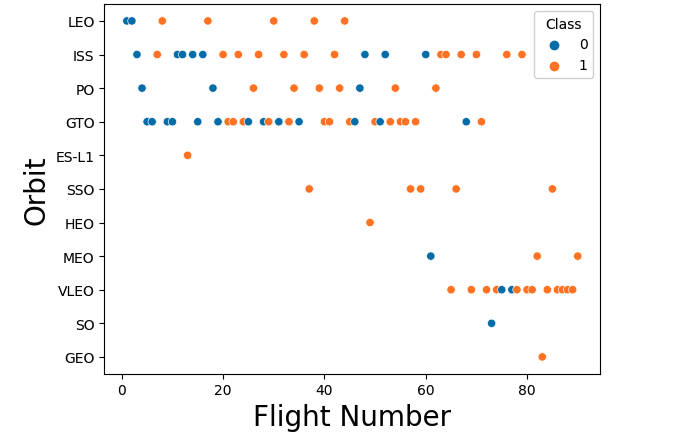 LEO
ISS
PO
GTO
ES-L1
SSO
HEO
MEO
VLEO
SO
GEO
Orbit
Class
0
1
0 20 40 60 80
Flight Number